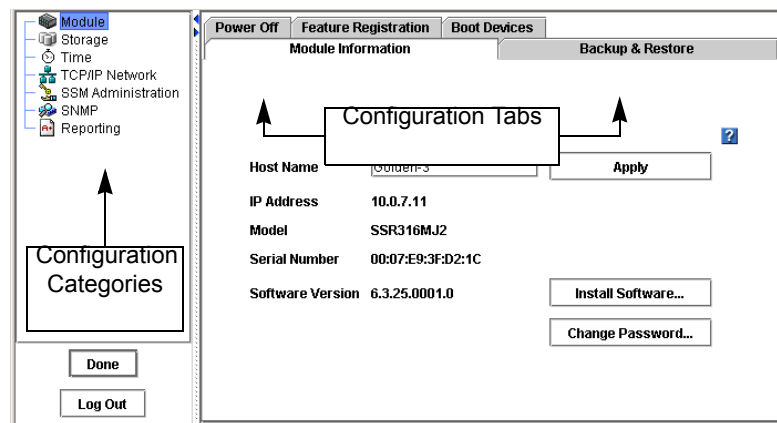 Module
Storage
Time
TCP/IP Network
SSM Administration
SNMP
Reporting
Configuration
Categories
Done
Log Out
Power Off Feature Registration Boot Devices
Module Information Backup & Restore
Configuration Tabs
?
Host Name Golden-3 Apply
IP Address 10.0.7.11
Model SSR316MJ2
Serial Number 00:07:E9:3F:D2:1C
Software Version 6.3.25.0001.0 Install Software...
Change Password...